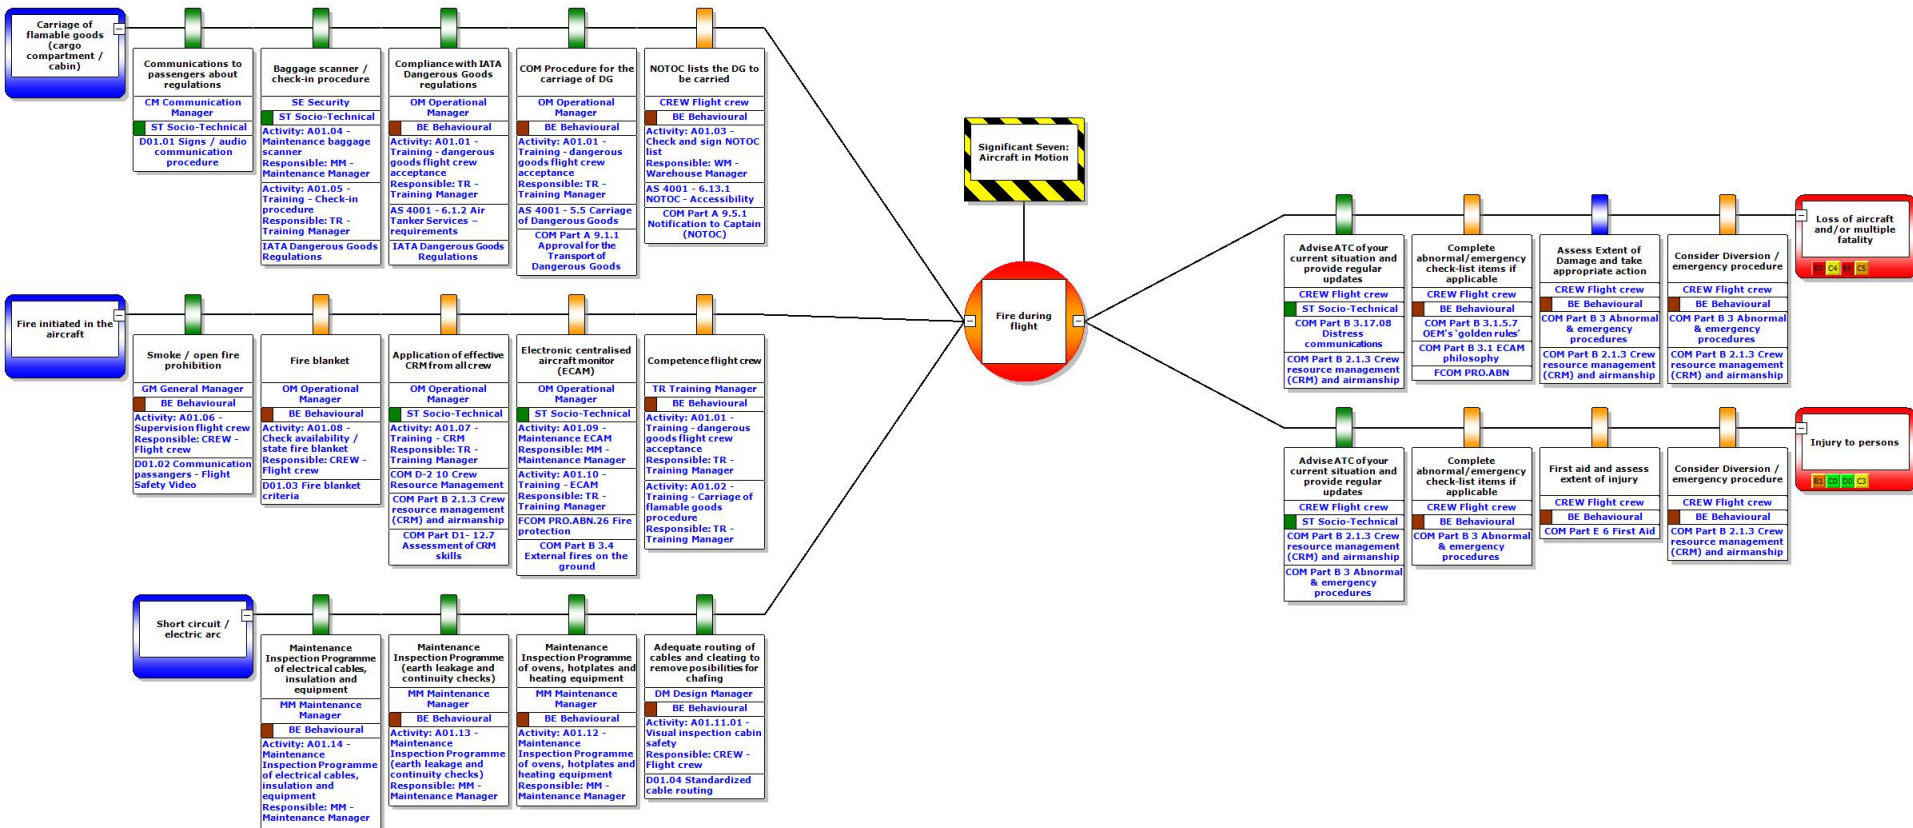 Carriage of
flamable goods
(cargo
compartment /
cabin)
Communications to
passengers about
regulations
CM Communication
Manager
ST Socio-Technical
D01.01 Signs / audio
communication
procedure
Baggage scanner /
check-in procedure
SE Security
ST Socio-Technical
Activity: A01.04 -
Maintenance baggage
scanner
Responsible: MM -
Maintenance Manager
Activity: A01.05 -
Training - Check-in
procedure
Responsible: TR -
Training Manager
IATA Dangerous Goods
Regulations
Compliance with IATA
Dangerous Goods
regulations
OM Operational
Manager
BE Behavioural
Activity: A01.01 -
Training - dangerous
goods flight crew
acceptance
Responsible: TR -
Training Manager
AS 4001 - 6.1.2 Air
Tanker Services –
requirements
IATA Dangerous Goods
Regulations
COM Procedure for the
carriage of DG
OM Operational
Manager
BE Behavioural
Activity: A01.01 -
Training - dangerous
goods flight crew
acceptance
Responsible: TR -
Training Manager
AS 4001 - 5.5 Carriage
of Dangerous Goods
COM Part A 9.1.1
Approval for the
Transport of
Dangerous Goods
NOTOC lists the DG to
be carried
CREW Flight crew
BE Behavioural
Activity: A01.03 -
Check and sign NOTOC
list
Responsible: WM -
Warehouse Manager
AS 4001 - 6.13.1
NOTOC - Accessibility
COM Part A 9.5.1
Notification to Captain
(NOTOC)
Fire initiated in the
aircraft
Smoke / open fire
prohibition
GM General Manager
BE Behavioural
Activity: A01.06 -
Supervision flight crew
Responsible: CREW -
Flight crew
D01.02 Communication
passengers - Flight
Safety Video
Fire blanket
OM Operational
Manager
BE Behavioural
Activity: A01.08 -
Check availability /
state fire blanket
Responsible: CREW -
Flight crew
D01.03 Fire blanket
criteria
Application of effective
CRM from all crew
OM Operational
Manager
ST Socio-Technical
Activity: A01.07 -
Training - CRM
Responsible: TR -
Training Manager
COM D-2 10 Crew
Resource Management
COM Part B 2.1.3 Crew
resource management
(CRM) and airmanship
COM Part D1- 12.7
Assessment of CRM
skills
Electronic centralised
aircraft monitor
(ECAM)
OM Operational
Manager
ST Socio-Technical
Activity: A01.09 -
Maintenance ECAM
Responsible: MM -
Maintenance Manager
Activity: A01.10 -
Training - ECAM
Responsible: TR -
Training Manager
FCOM PRO.ABN.26 Fire
protection
COM Part B 3.4
External fires on the
ground
Competence flight crew
TR Training Manager
BE Behavioural
Activity: A01.01 -
Training - dangerous
goods flight crew
acceptance
Responsible: TR -
Training Manager
Activity: A01.02 -
Training - Carriage of
flamable goods
procedure
Responsible: TR -
Training Manager
Short circuit /
electric arc
Maintenance
Inspection Programme
of electrical cables,
insulation and
equipment
MM Maintenance
Manager
BE Behavioural
Activity: A01.14 -
Maintenance
Inspection Programme
of electrical cables,
insulation and
equipment
Responsible: MM -
Maintenance Manager
Maintenance
Inspection Programme
(earth leakage and
continuity checks)
MM Maintenance
Manager
BE Behavioural
Activity: A01.13 -
Maintenance
Inspection Programme
(earth leakage and
continuity checks)
Responsible: MM -
Maintenance Manager
Maintenance
Inspection Programme
of ovens, hotplates and
heating equipment
MM Maintenance
Manager
BE Behavioural
Activity: A01.12 -
Maintenance
Inspection Programme
of ovens, hotplates and
heating equipment
Responsible: MM -
Maintenance Manager
Adequate routing of
cables and cleating to
remove posibilities for
chafing
DM Design Manager
BE Behavioural
Activity: A01.11.01 -
Visual inspection cabin
safety
Responsible: CREW -
Flight crew
D01.04 Standardized
cable routing
Significant Seven:
Aircraft in Motion
Fire during
flight
Advise ATC of your
current situation and
provide regular
updates
CREW Flight crew
ST Socio-Technical
COM Part B 3.17.08
Distress
communications
COM Part B 2.1.3 Crew
resource management
(CRM) and airmanship
Complete
abnormal/emergency
check-list items if
applicable
CREW Flight crew
BE Behavioural
COM Part B 3.1.5.7
OEM's 'golden rules'
COM Part B 3.1 ECAM
philosophy
FCOM PRO.ABN
Assess Extent of
Damage and take
appropriate action
CREW Flight crew
BE Behavioural
COM Part B 3 Abnormal
& emergency
procedures
COM Part B 2.1.3 Crew
resource management
(CRM) and airmanship
Consider Diversion /
emergency procedure
CREW Flight crew
BE Behavioural
COM Part B 3 Abnormal
& emergency
procedures
COM Part B 2.1.3 Crew
resource management
(CRM) and airmanship
Loss of aircraft
and/or multiple
fatality
C4
C5
Advise ATC of your
current situation and
provide regular
updates
CREW Flight crew
ST Socio-Technical
COM Part B 2.1.3 Crew
resource management
(CRM) and airmanship
COM Part B 3 Abnormal
& emergency
procedures
Complete
abnormal/emergency
check-list items if
applicable
CREW Flight crew
BE Behavioural
COM Part B 3 Abnormal
& emergency
procedures
First aid and assess
extent of injury
CREW Flight crew
BE Behavioural
COM Part E 6 First Aid
Consider Diversion /
emergency procedure
CREW Flight crew
BE Behavioural
COM Part B 2.1.3 Crew
resource management
(CRM) and airmanship
Injury to persons
B1 C0 D0 C3